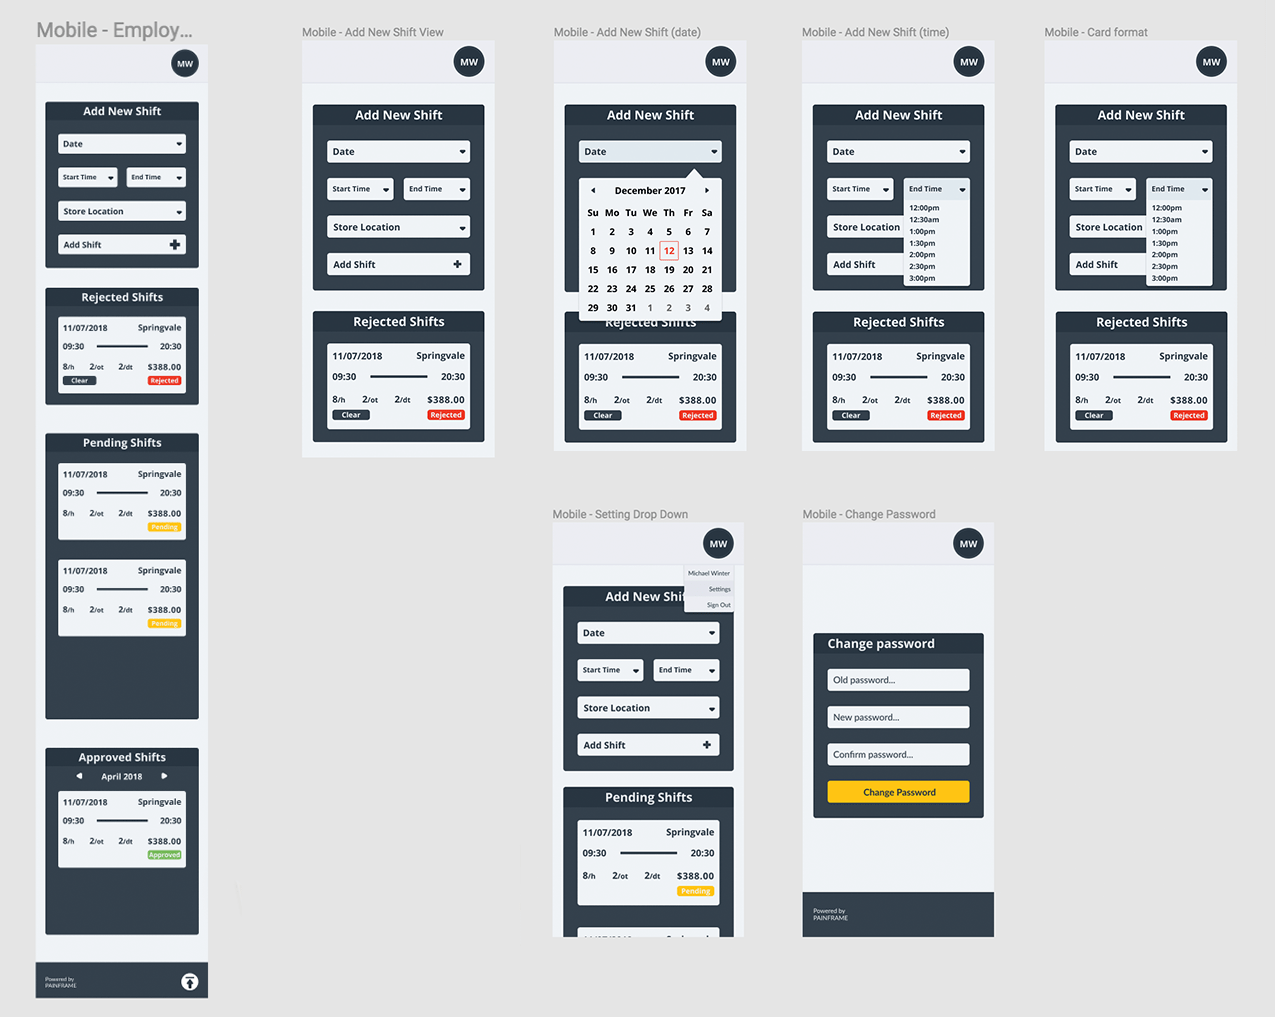 Mobile - Employ...
MW
Add New Shift
Date
Start Time End Time
Store Location
Add Shift
Rejected Shifts
11/07/2018 Springvale
09:30 20:30
8/h 2/ot 2/dt $388.00
Clear Rejected
Pending Shifts
11/07/2018 Springvale
09:30 20:30
8/h 2/ot 2/dt $388.00
Pending
11/07/2018 Springvale
09:30 20:30
8/h 2/ot 2/dt $388.00
Pending
Approved Shifts
April 2018
11/07/2018 Springvale
09:30 20:30
8/h 2/ot 2/dt $388.00
Approved
Powered by
PAINFRAME
Mobile - Add New Shift View
MW
Add New Shift
Date
Start Time End Time
Store Location
Add Shift
Rejected Shifts
11/07/2018 Springvale
09:30 20:30
8/h 2/ot 2/dt $388.00
Clear Rejected
Mobile - Add New Shift (date)
MW
Add New Shift
Date
December 2017
Su Mo Tu We Th Fr Sa
1 2 3 4 5 6 7
8 9 10 11 12 13 14
15 16 17 18 19 20 21
22 23 24 25 26 27 28
29 30 31 1 2 3 4
Rejected Shifts
11/07/2018 Springvale
09:30 20:30
8/h 2/ot 2/dt $388.00
Clear Rejected
Mobile - Add New Shift (time)
MW
Add New Shift
Date
Start Time End Time
12:00pm
12:30am
1:00pm
1:30pm
2:00pm
2:30pm
3:00pm
Store Location
Add Shift
Rejected Shifts
11/07/2018 Springvale
09:30 20:30
8/h 2/ot 2/dt $388.00
Clear Rejected
Mobile - Card format
MW
Add New Shift
Date
Start Time End Time
12:00pm
12:30am
1:00pm
1:30pm
2:00pm
2:30pm
3:00pm
Store Location
Add Shift
Rejected Shifts
11/07/2018 Springvale
09:30 20:30
8/h 2/ot 2/dt $388.00
Clear Rejected
Mobile - Setting Drop Down
MW
Michael Winter
Settings
Sign Out
Add New Shif
Date
Start Time End Time
Store Location
Add Shift
Pending Shifts
11/07/2018 Springvale
09:30 20:30
8/h 2/ot 2/dt $388.00
Pending
Mobile - Change Password
MW
Change password
Old password...
New password...
Confirm password...
Change Password
Powered by
PAINFRAME